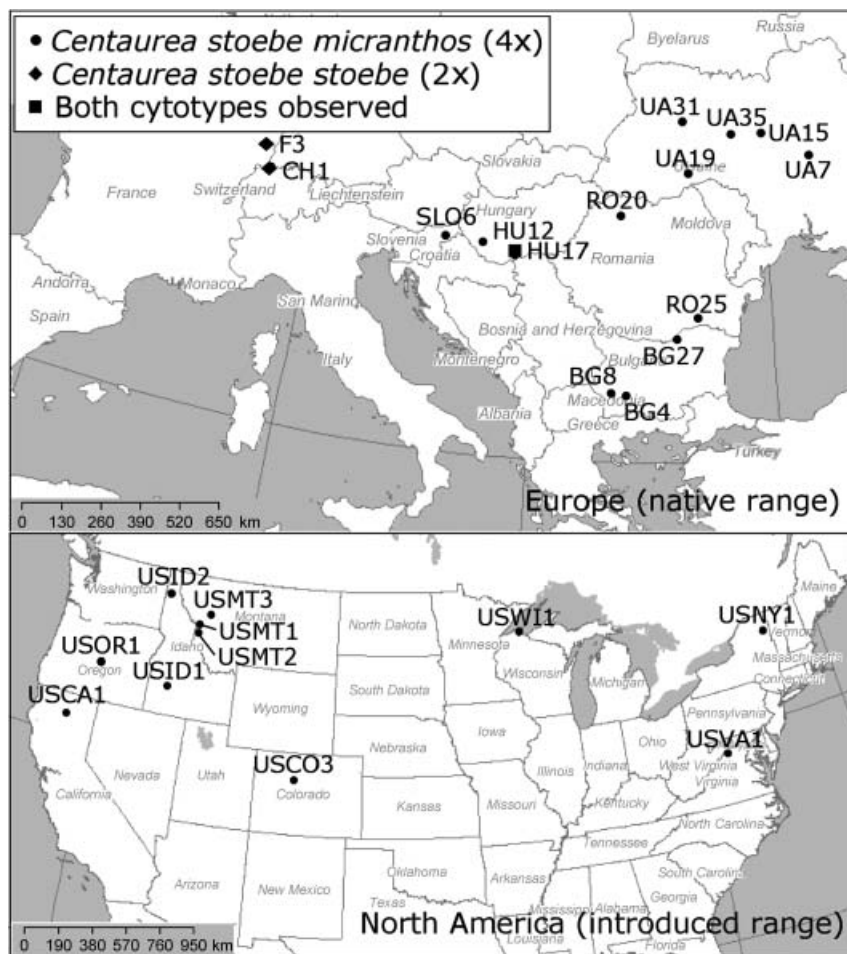 Centaurea stoebe micranthos (4x)
Centaurea stoebe stoebe (2x)
Both cytotypes observed
Byelarus
Russia
UA31
UA35
UA15
UA7
UA19
Ukraine
F3
CH1
France
Switzerland
Liechtenstein
Slovakia
RO20
Moldova
SLO6
Hungary
HU12
HU17
Slovenia
Croatia
Romania
Andorra
Monaco
San Marino
Spain
RO25
Bosnia and Herzegovina
Italy
BG27
Montenegro
Bulgaria
BG8
Macedonia
BG4
Albania
Greece
Turkey
Europe (native range)
0 130 260 390 520 650 km
Washington
USID2
USMT3
Montana
North Dakota
USWI1
USNY1
Maine
Vermont
USMT1
Idaho
USMT2
Minnesota
Massachusetts
Connecticut
USOR1
Oregon
USID1
South Dakota
Wisconsin
Michigan
USCA1
Wyoming
Pennsylvania
Iowa
Nebraska
Ohio
USVA1
USCO3
Illinois
Indiana
West Virginia
Virginia
Nevada
Utah
Colorado
California
Kansas
Missouri
Kentucky
North Carolina
Tennessee
Oklahoma
Arkansas
South Carolina
Arizona
New Mexico
Texas
Mississippi
Alabama
Georgia
North America (introduced range)
0 190 380 570 760 950 km
Louisiana
Florida